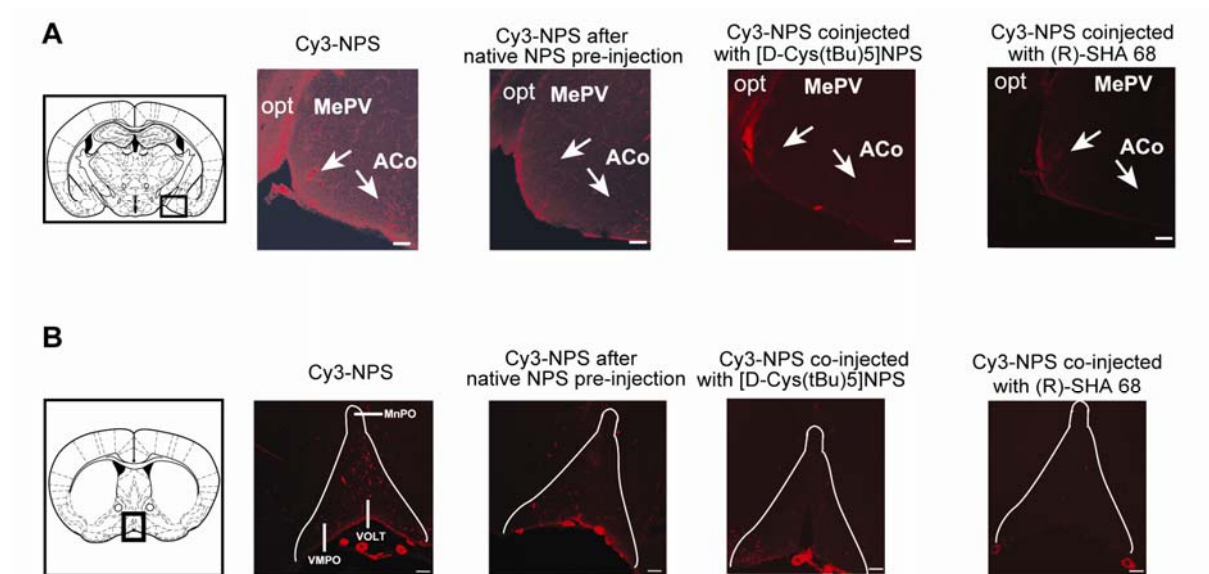 A
Cy3-NPS
Cy3-NPS after
native NPS pre-injection
Cy3-NPS coinjected
with [D-Cys(tBu)5]NPS
Cy3-NPS coinjected
with (R)-SHA 68
opt MePV
ACo
opt MePV
ACo
opt MePV
ACo
opt MePV
ACo
B
Cy3-NPS
Cy3-NPS after
native NPS pre-injection
Cy3-NPS co-injected
with [D-Cys(tBu)5]NPS
Cy3-NPS co-injected
with (R)-SHA 68
MnPO
VOLT
VMPO